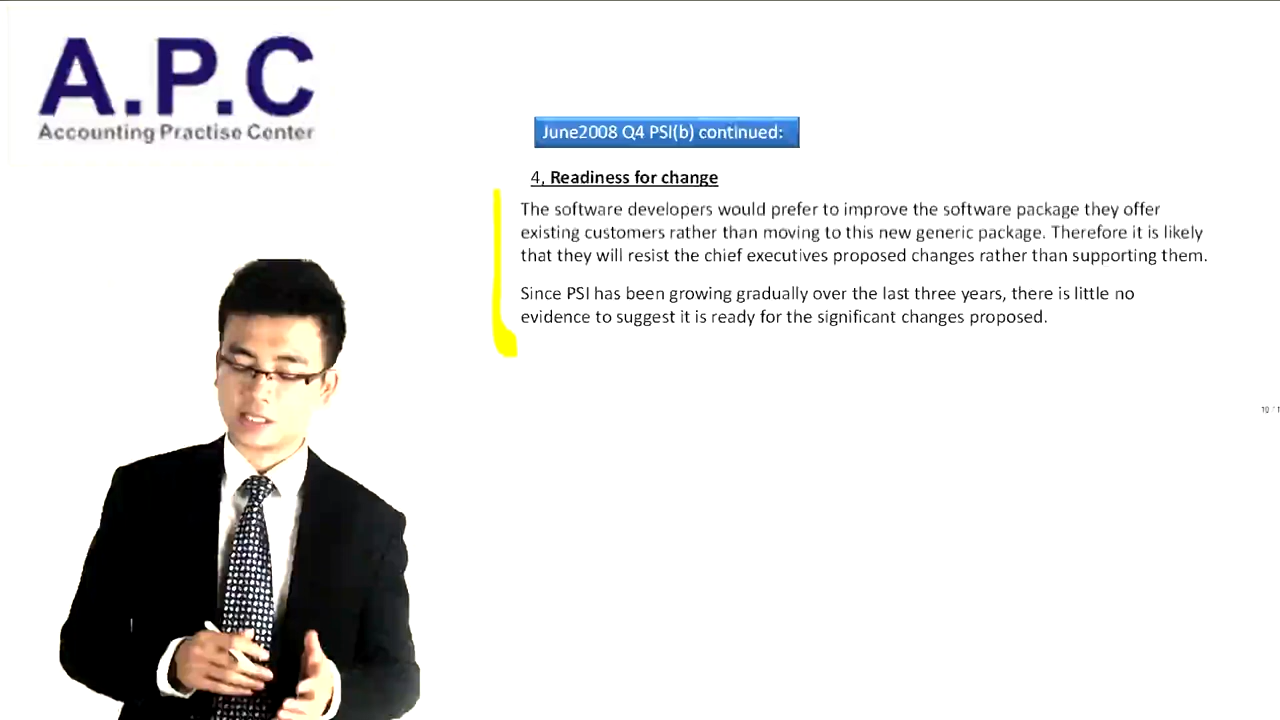 A.P.C
Accounting Practise Center
June2008 Q4 PSI(b) continued:
4, Readiness for change
The software developers would prefer to improve the software package they offer
existing customers rather than moving to this new generic package. Therefore it is likely
that they will resist the chief executives proposed changes rather than supporting them.
Since PSI has been growing gradually over the last three years, there is little no
evidence to suggest it is ready for the significant changes proposed.